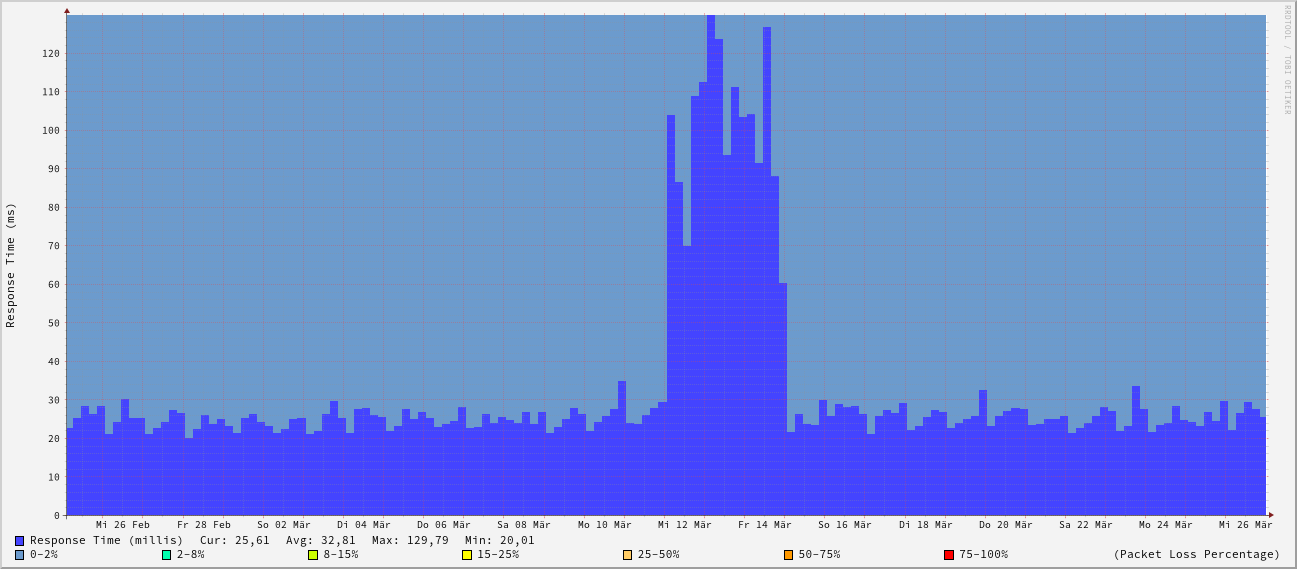 RRDTOOL / TOBI OETIKER
Response Time (ms)
120
110
100
90
80
70
60
50
40
30
20
10
0
Mi 26 Feb Fr 28 Feb So 02 Mär Di 04 Mär Do 06 Mär Sa 08 Mär Mo 10 Mär Mi 12 Mär Fr 14 Mär So 16 Mär Di 18 Mär Do 20 Mär Sa 22 Mär Mo 24 Mär Mi 26 Mär
Response Time (millis) Cur: 25,61 Avg: 32,81 Max: 129,79 Min: 20,01
0-2% 2-8% 8-15% 15-25% 25-50% 50-75% 75-100% (Packet Loss Percentage)